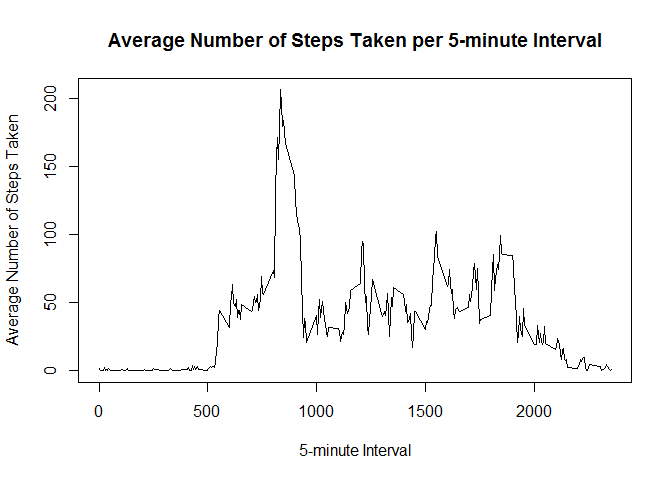 Average Number of Steps Taken per 5-minute Interval
Average Number of Steps Taken
200
150
100
50
0
0 500 1000 1500 2000
5-minute Interval